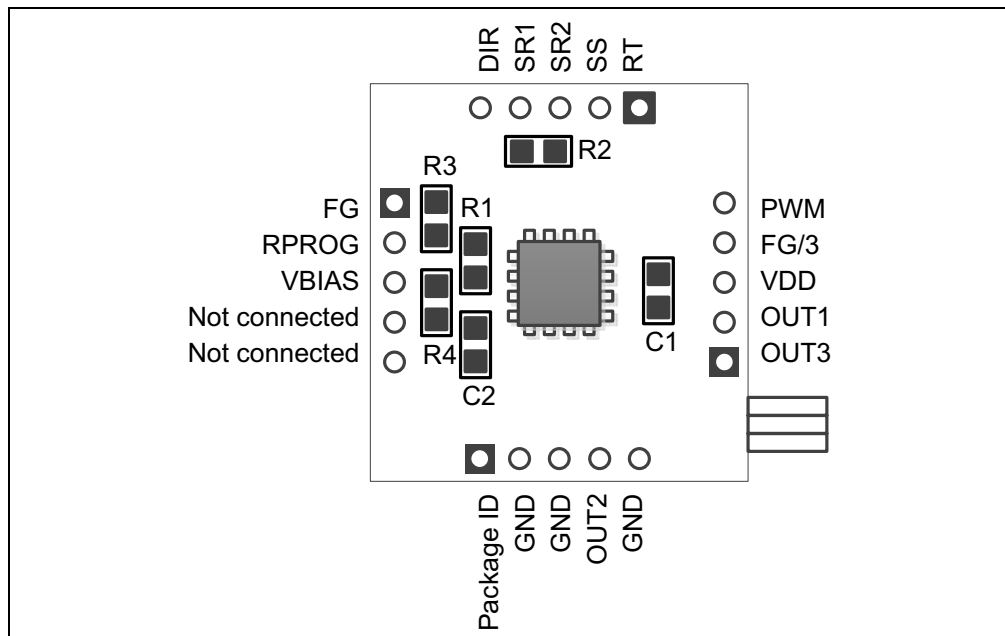 DIR
SR1
SR2
SS
RT
R2
R3
R1
FG
RPROG
VBIAS
Not connected
Not connected
R4
C2
C1
PWM
FG/3
VDD
OUT1
OUT3
Package ID
GND
GND
OUT2
GND